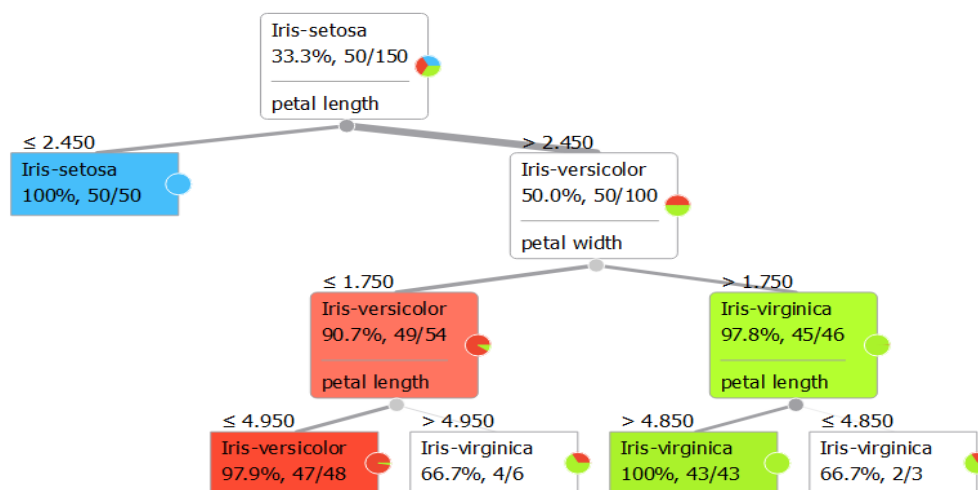 Iris-setosa
33.3%, 50/150
petal length
≤ 2.450
> 2.450
Iris-setosa
100%, 50/50
Iris-versicolor
50.0%, 50/100
petal width
≤ 1.750
> 1.750
Iris-versicolor
90.7%, 49/54
petal length
Iris-virginica
97.8%, 45/46
petal length
≤ 4.950
> 4.950
> 4.850
≤ 4.850
Iris-versicolor
97.9%, 47/48
Iris-virginica
66.7%, 4/6
Iris-virginica
100%, 43/43
Iris-virginica
66.7%, 2/3